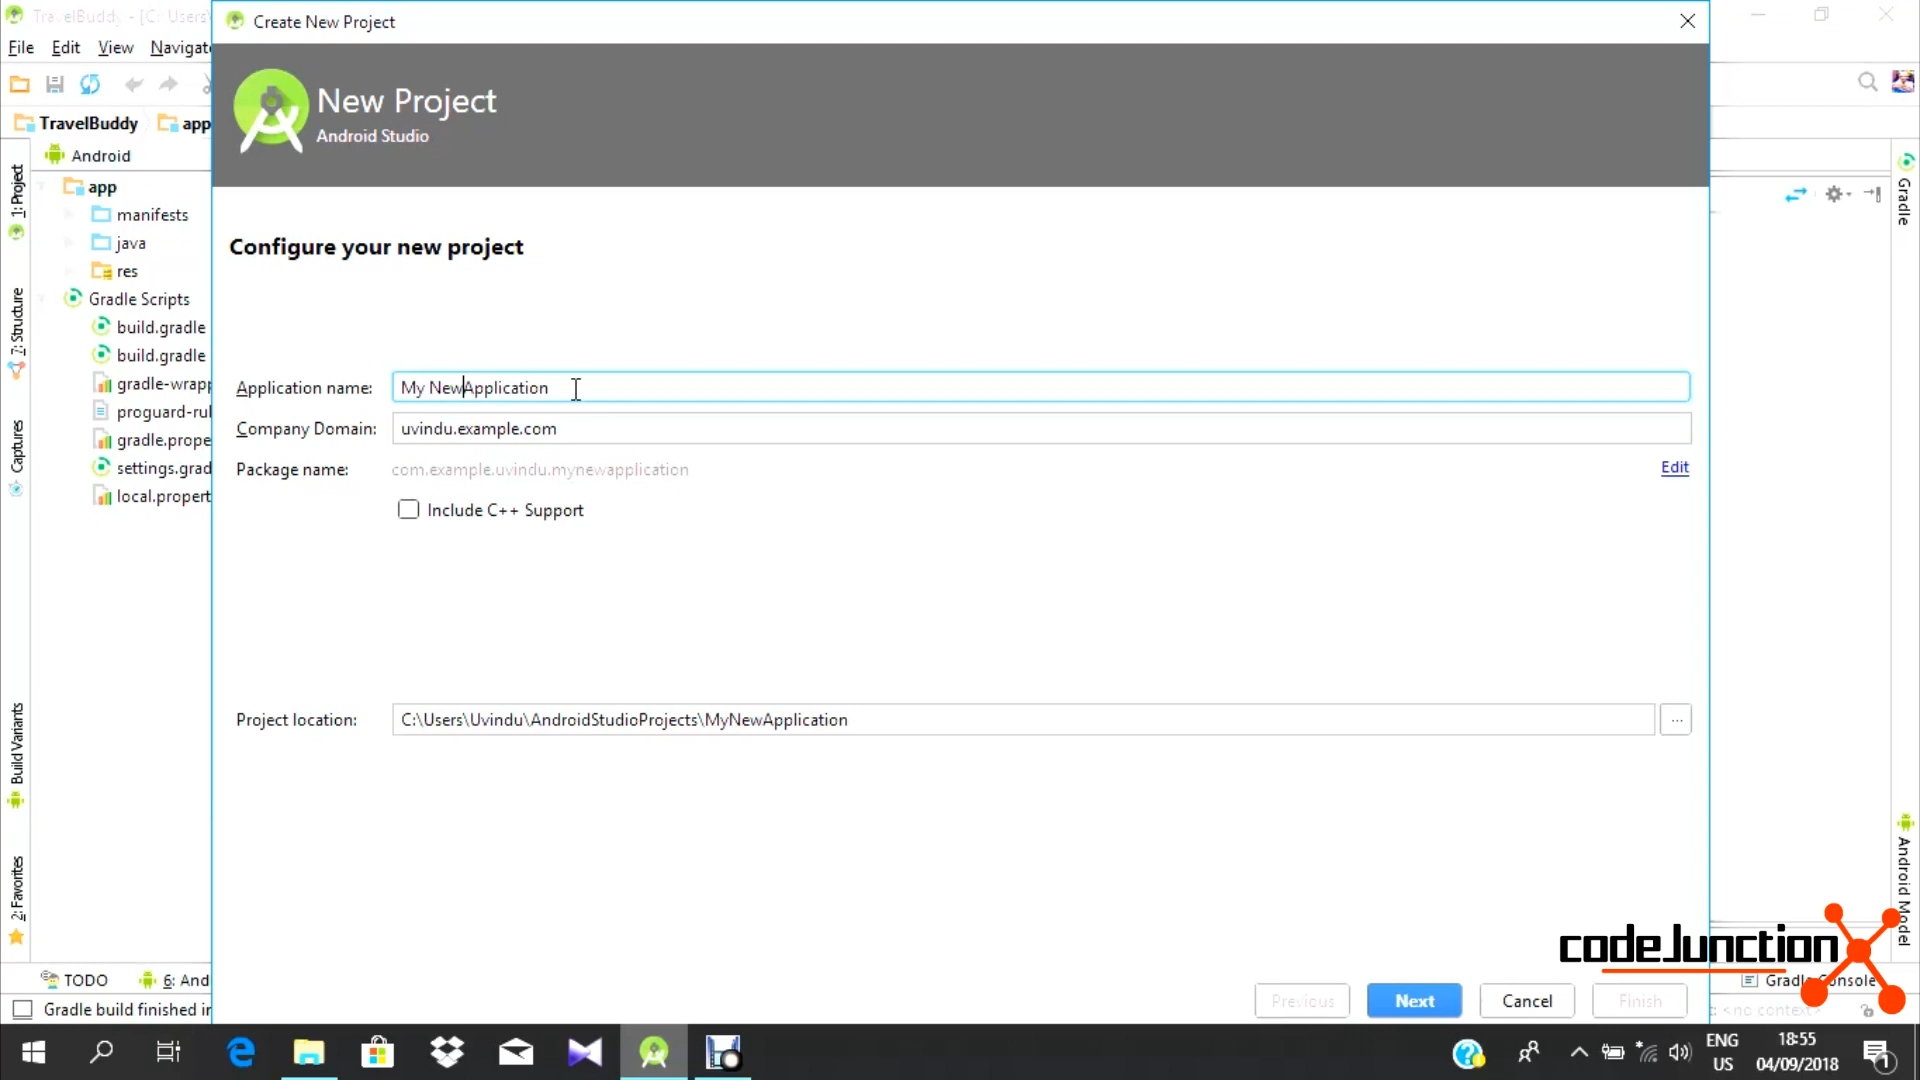 TravelBuddy - [C:\Users\
Create New Project
File Edit View Navigate
New Project
Android Studio
TravelBuddy app
Android
1: Project
app
manifests
java
res
Gradle Scripts
build.gradle
build.gradle
gradle-wrapp
proguard-rul
gradle.prope
settings.grad
local.propert
7: Structure
Captures
Build Variants
2: Favorites
Configure your new project
Application name: My NewApplication
Company Domain: uvindu.example.com
Package name: com.example.uvindu.mynewapplication Edit
Include C++ Support
Project location: C:\Users\Uvindu\AndroidStudioProjects\MyNewApplication ...
Gradle
Android Model
codeJunction
TODO 6: And
Gradle Console
Previous Next Cancel Finish
Gradle build finished in
<no context>
ENG
US
18:55
04/09/2018
1